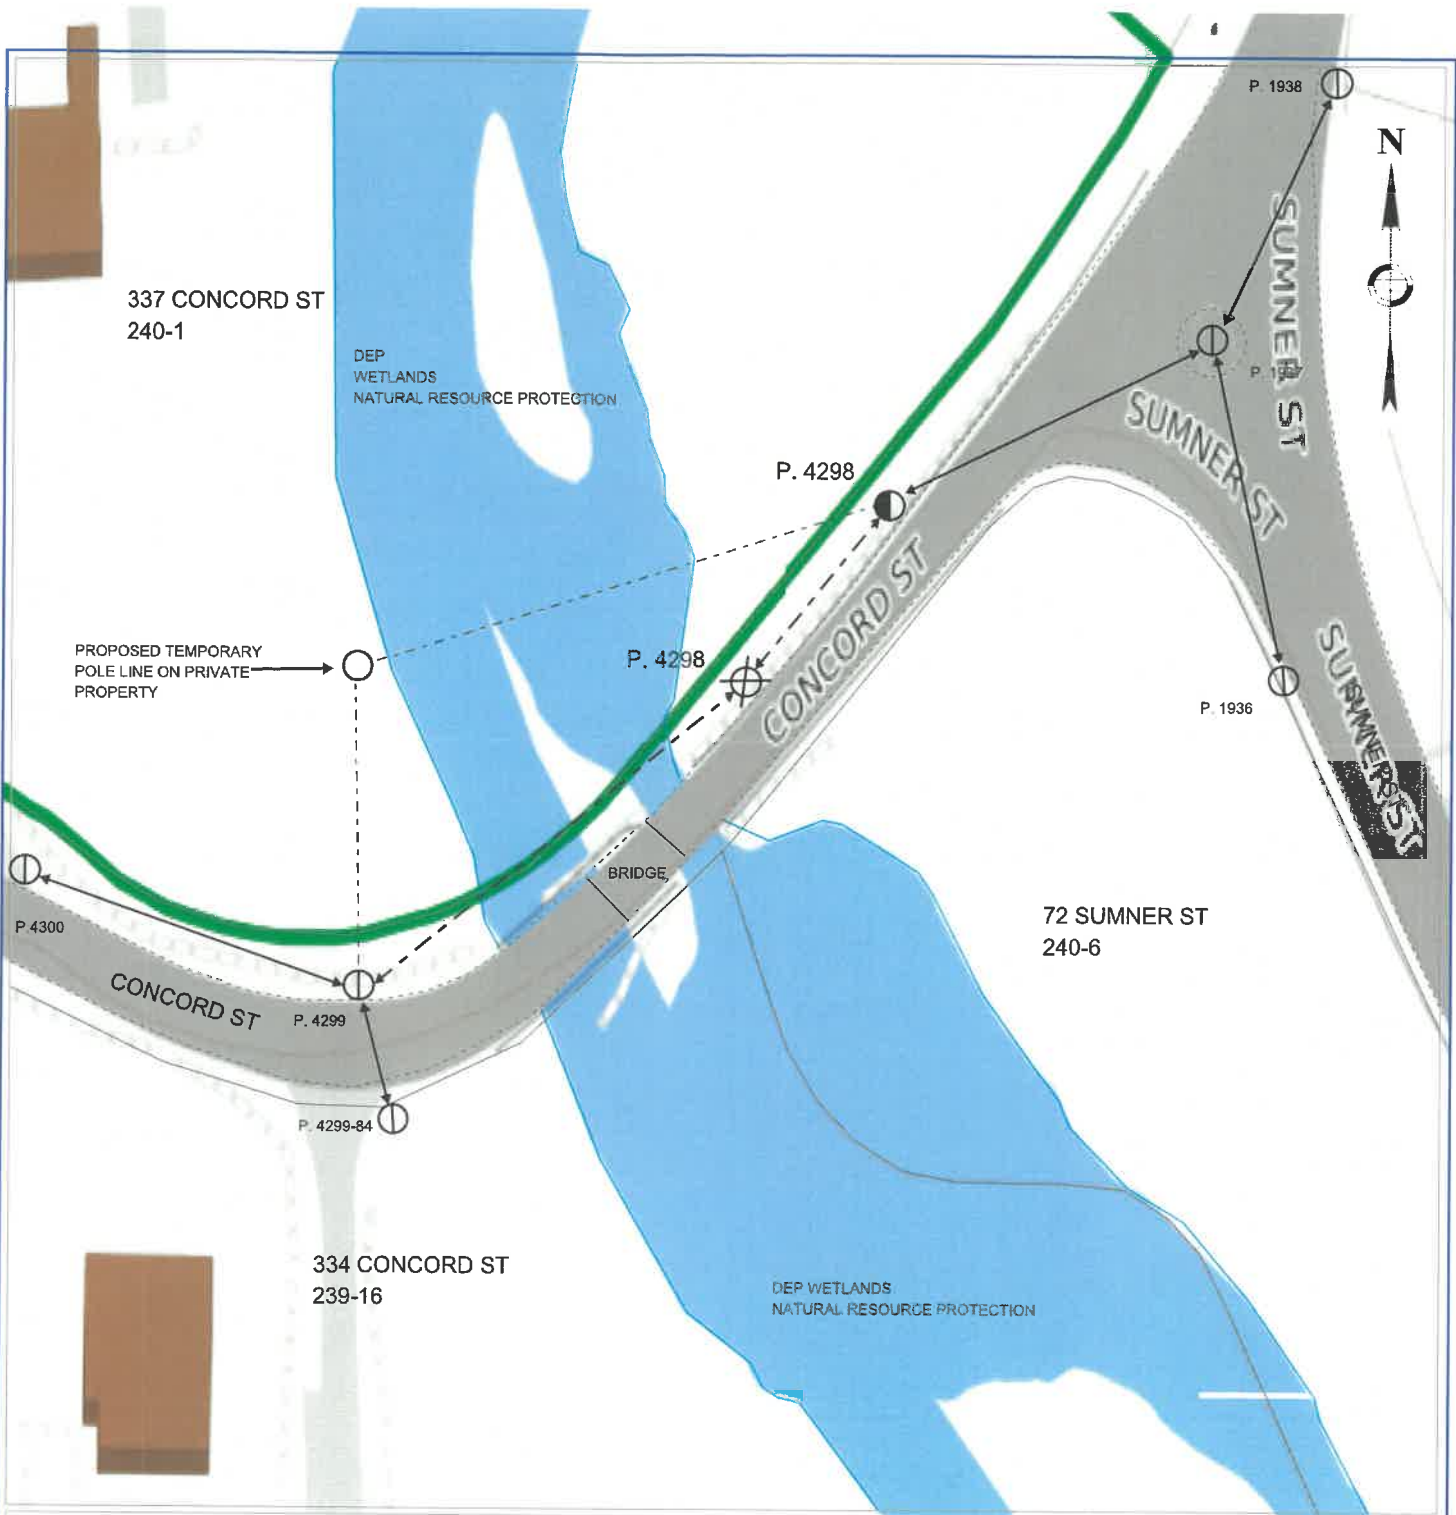 P. 1938
N
SUMNER ST
337 CONCORD ST
240-1
DEP
WETLANDS
NATURAL RESOURCE PROTECTION
P. 1937
SUMNER ST
P. 4298
CONCORD ST
PROPOSED TEMPORARY
POLE LINE ON PRIVATE
PROPERTY
P. 4298
P. 1936
BRIDGE
P.4300
72 SUMNER ST
240-6
CONCORD ST
P. 4299
P. 4299-84
334 CONCORD ST
239-16
DEP WETLANDS
NATURAL RESOURCE PROTECTION